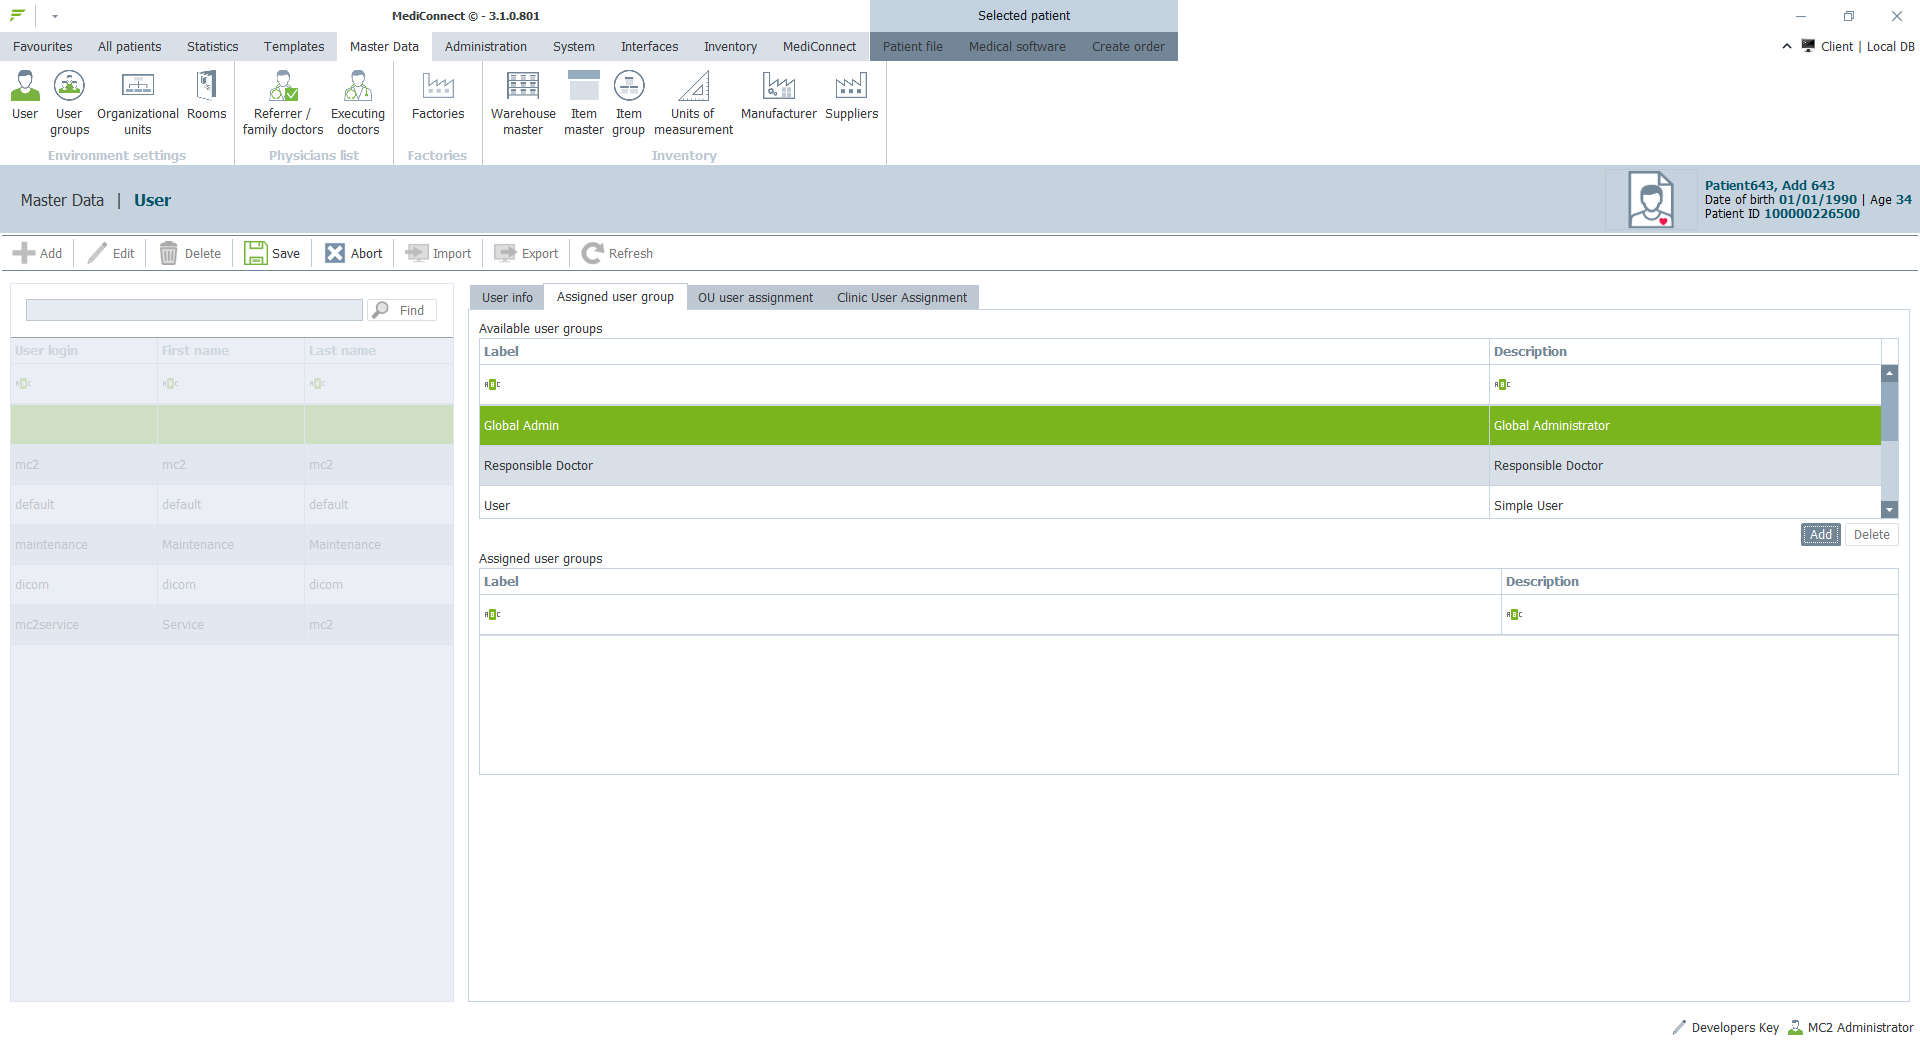 MediConnect © - 3.1.0.801
Selected patient
Favourites All patients Statistics Templates Master Data Administration System Interfaces Inventory MediConnect Patient file Medical software Create order
Client | Local DB
User
User groups
Organizational units
Rooms
Referrer / family doctors
Executing doctors
Factories
Warehouse master
Item master
Item group
Units of measurement
Manufacturer
Suppliers
Environment settings
Physicians list
Factories
Inventory
Master Data | User
Patient643, Add 643
Date of birth 01/01/1990 | Age 34
Patient ID 100000226500
Add Edit Delete Save Abort Import Export Refresh
Find
User login First name Last name
ABC ABC ABC
mc2 mc2 mc2
default default default
maintenance Maintenance Maintenance
dicom dicom dicom
mc2service Service mc2
User info Assigned user group OU user assignment Clinic User Assignment
Available user groups
Label Description
ABC ABC
Global Admin Global Administrator
Responsible Doctor Responsible Doctor
User Simple User
Add Delete
Assigned user groups
Label Description
ABC ABC
Developers Key MC2 Administrator